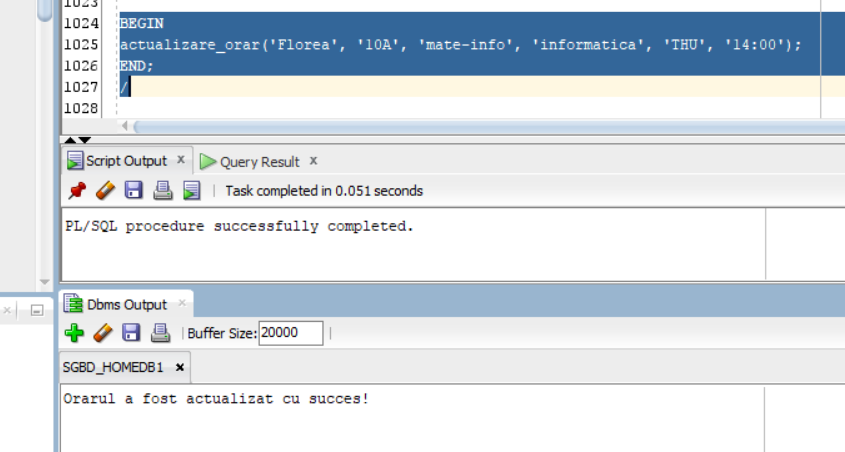 1023
1024 BEGIN
1025 actualizare_orar('Florea', '10A', 'mate-info', 'informatica', 'THU', '14:00');
1026 END;
1027 /
1028
Script Output x Query Result x
Task completed in 0.051 seconds
PL/SQL procedure successfully completed.
Dbms Output x
Buffer Size: 20000
SGBD_HOMEDB1 x
Orarul a fost actualizat cu succes!